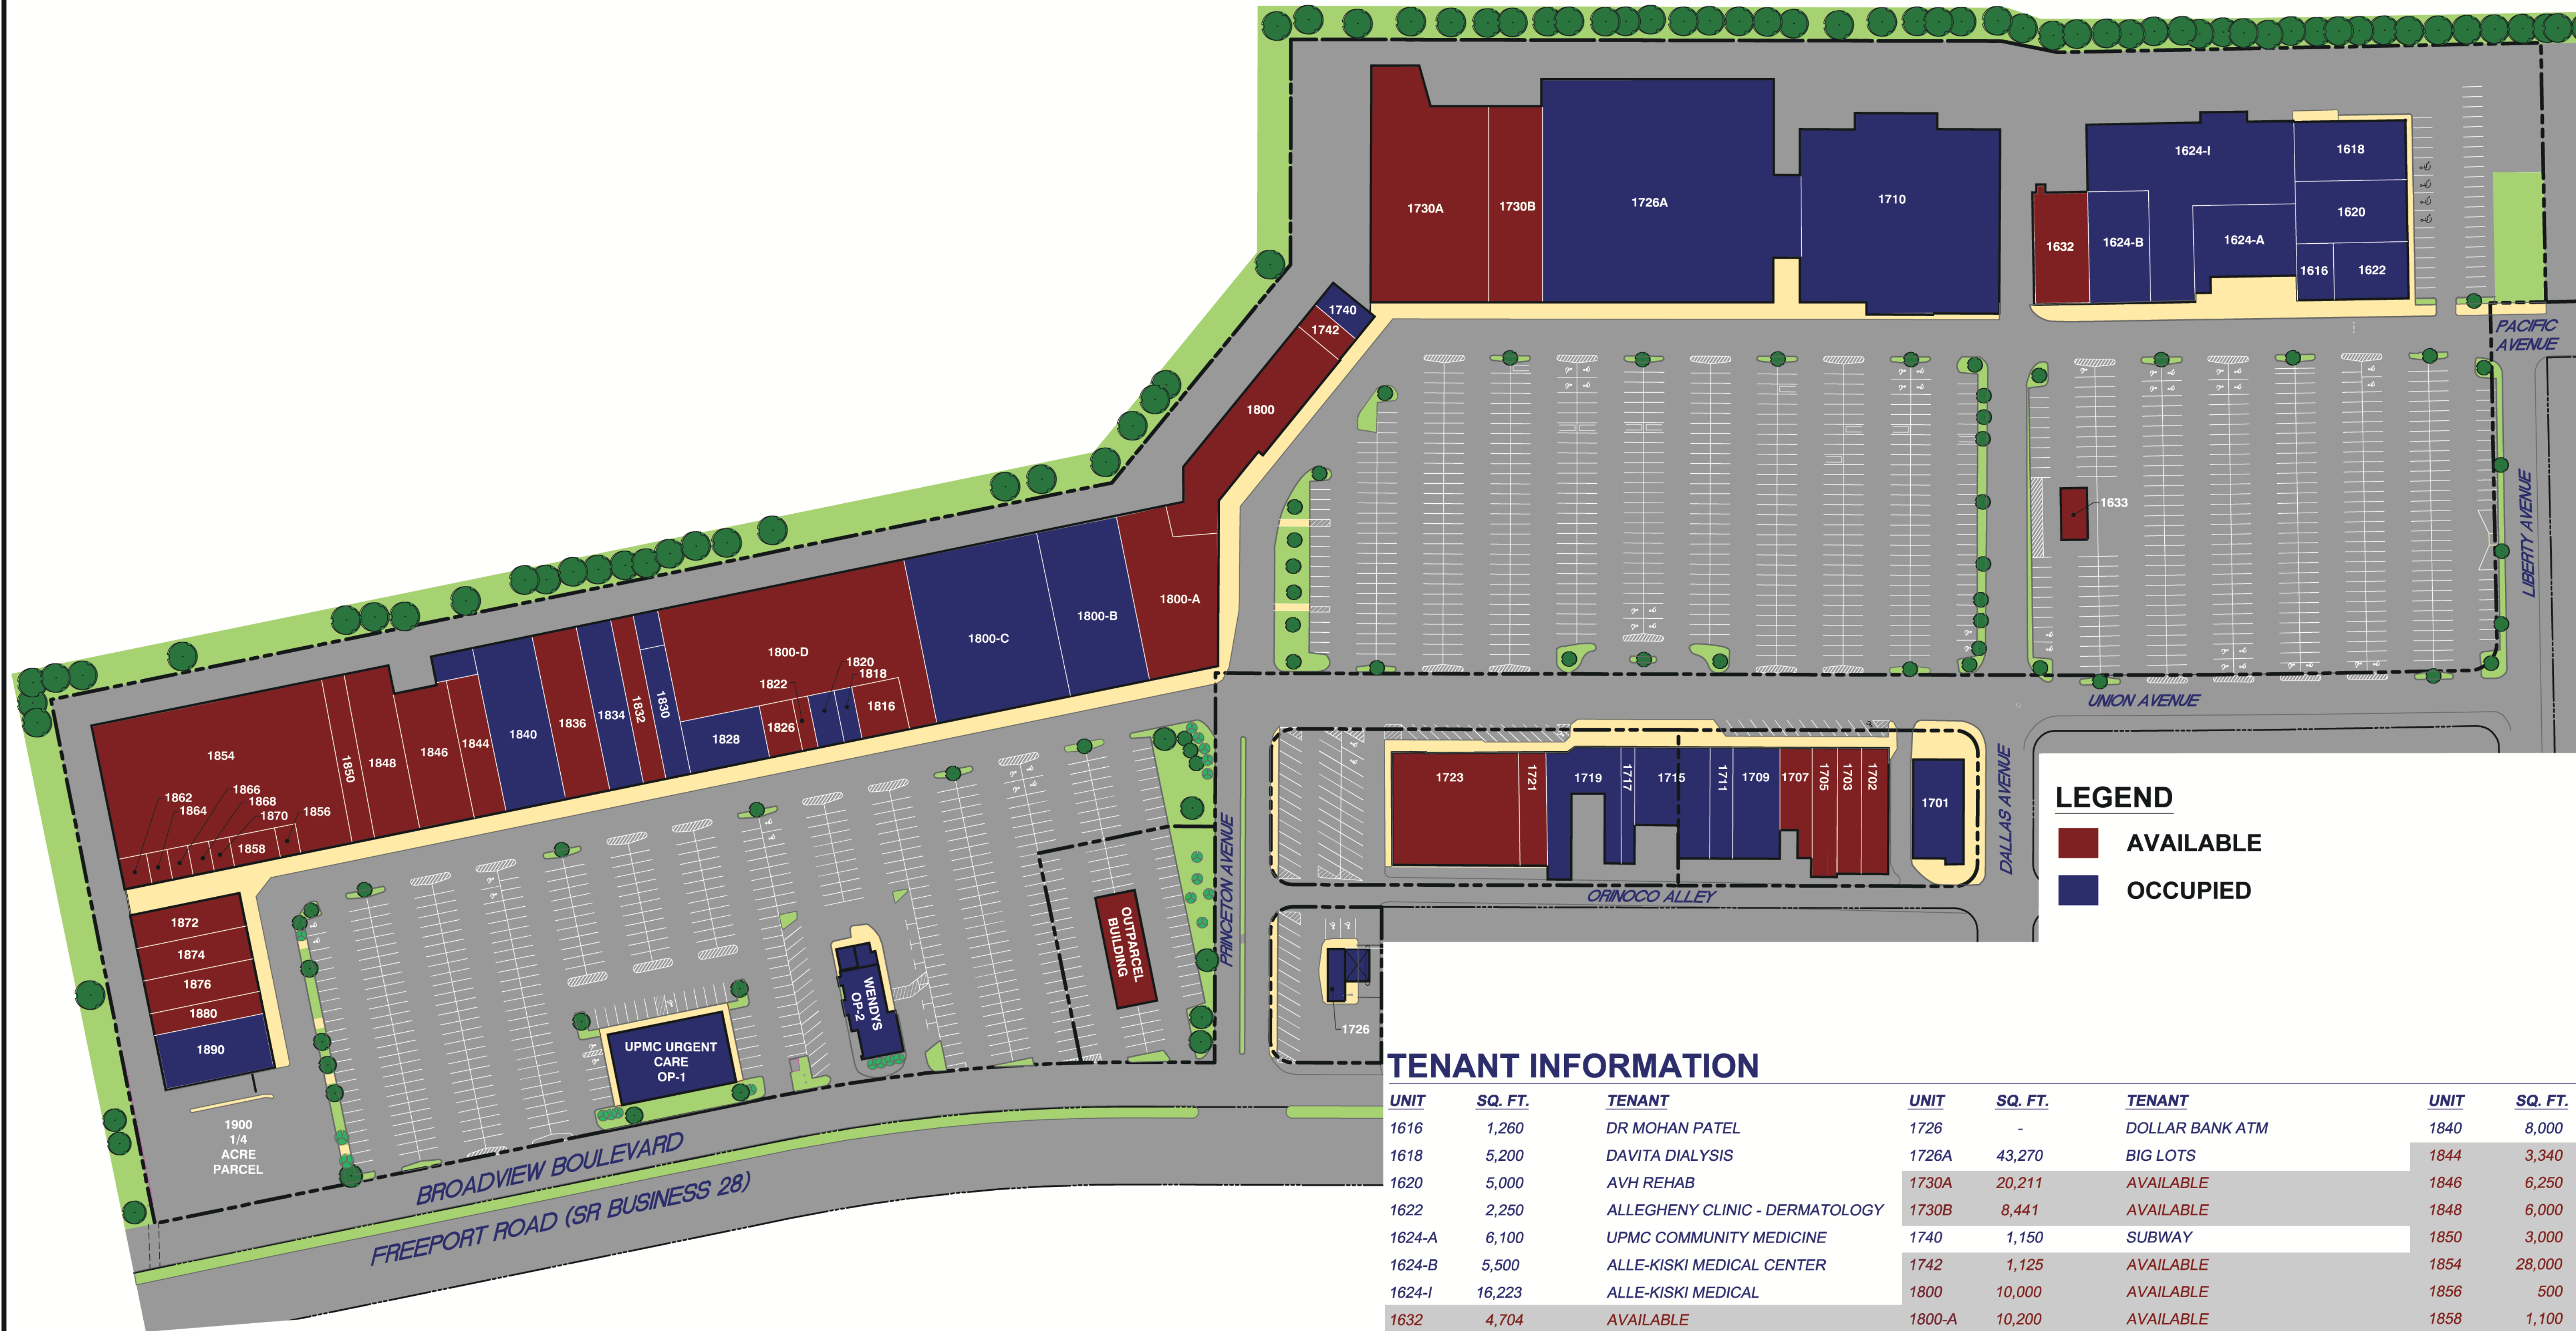 1730A
1730B
1726A
1710
1632
1624-B
1624-I
1624-A
1618
1620
1616
1622
PACIFIC
AVENUE
1740
1742
1800
1633
LIBERTY AVENUE
1800-A
1800-B
1800-C
1800-D
1820
1818
1822
1816
1826
1828
1830
1832
1834
1836
1840
1844
1846
1848
1850
1854
1862
1864
1866
1868
1870
1856
1858
1872
1874
1876
1880
1890
1900
1/4
ACRE
PARCEL
UPMC URGENT
CARE
OP-1
WENDYS
OP-2
OUTPARCEL
BUILDING
PRINCETON AVENUE
UNION AVENUE
1723
1721
1719
1717
1715
1711
1709
1707
1705
1703
1702
1701
DALLAS AVENUE
ORINOCO ALLEY
1726
BROADVIEW BOULEVARD
FREEPORT ROAD (SR BUSINESS 28)
LEGEND
AVAILABLE
OCCUPIED
TENANT INFORMATION
UNIT SQ. FT. TENANT UNIT SQ. FT. TENANT UNIT SQ. FT.
1616 1,260 DR MOHAN PATEL 1726 - DOLLAR BANK ATM 1840 8,000
1618 5,200 DAVITA DIALYSIS 1726A 43,270 BIG LOTS 1844 3,340
1620 5,000 AVH REHAB 1730A 20,211 AVAILABLE 1846 6,250
1622 2,250 ALLEGHENY CLINIC - DERMATOLOGY 1730B 8,441 AVAILABLE 1848 6,000
1624-A 6,100 UPMC COMMUNITY MEDICINE 1740 1,150 SUBWAY 1850 3,000
1624-B 5,500 ALLE-KISKI MEDICAL CENTER 1742 1,125 AVAILABLE 1854 28,000
1624-I 16,223 ALLE-KISKI MEDICAL 1800 10,000 AVAILABLE 1856 500
1632 4,704 AVAILABLE 1800-A 10,200 AVAILABLE 1858 1,100